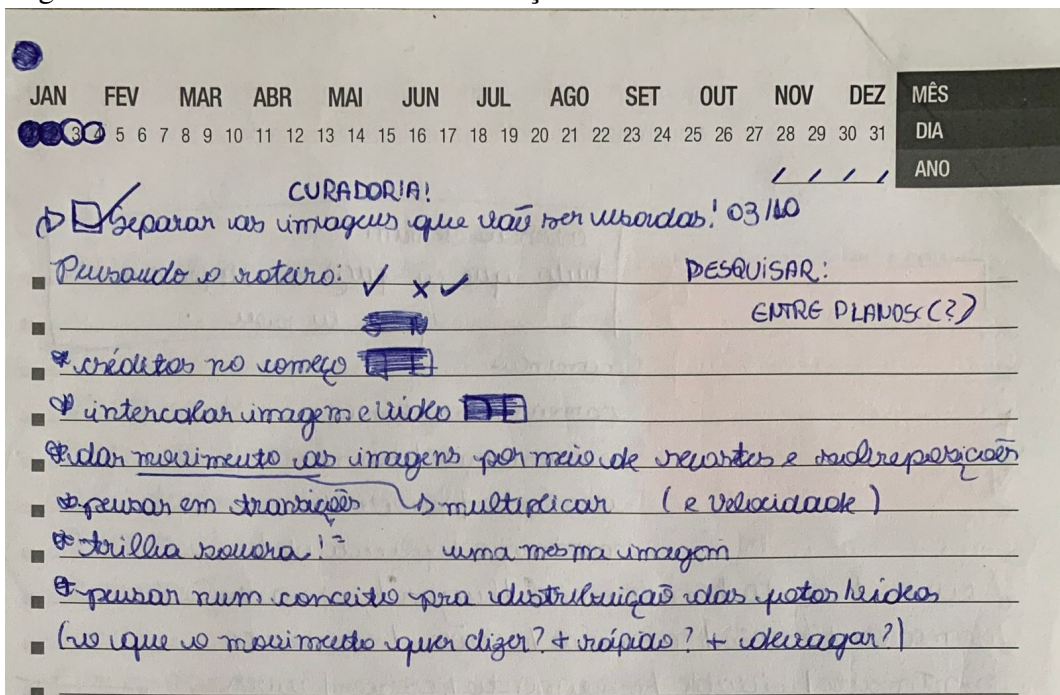 JAN FEV MAR ABR MAI JUN JUL AGO SET OUT NOV DEZ MÊS
3 4 5 6 7 8 9 10 11 12 13 14 15 16 17 18 19 20 21 22 23 24 25 26 27 28 29 30 31 DIA
ANO
CURADORIA!
Separar as imagens que vão ser usadas! 03/10
Pensando o roteiro: PESQUISAR:
ENTRE PLANOS (?)
* créditos no começo
* intercalar imagem e vídeo
* dar movimento as imagens por meio de recortes e sobreposições
* pensar em transições ↳ multiplicar (e velocidade)
* trilha sonora! uma mesma imagem
* pensar num conceito pra distribuição das fotos/vídeos
(o que o movimento quer dizer? + rápido? + devagar?)